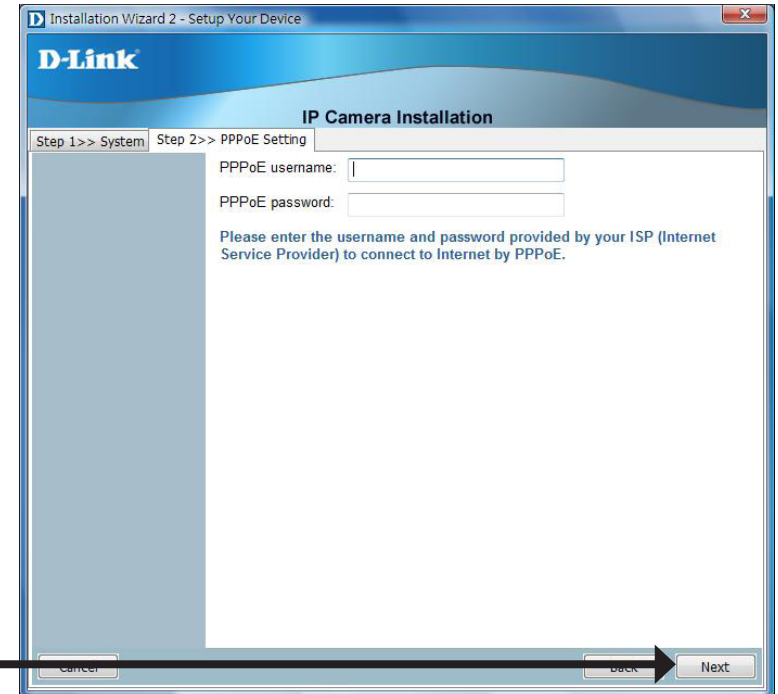 Installation Wizard 2 - Setup Your Device
D-Link
IP Camera Installation
Step 1>> System Step 2>> PPPoE Setting
PPPoE username:
PPPoE password:
Please enter the username and password provided by your ISP (Internet
Service Provider) to connect to Internet by PPPoE.
Cancel Back Next